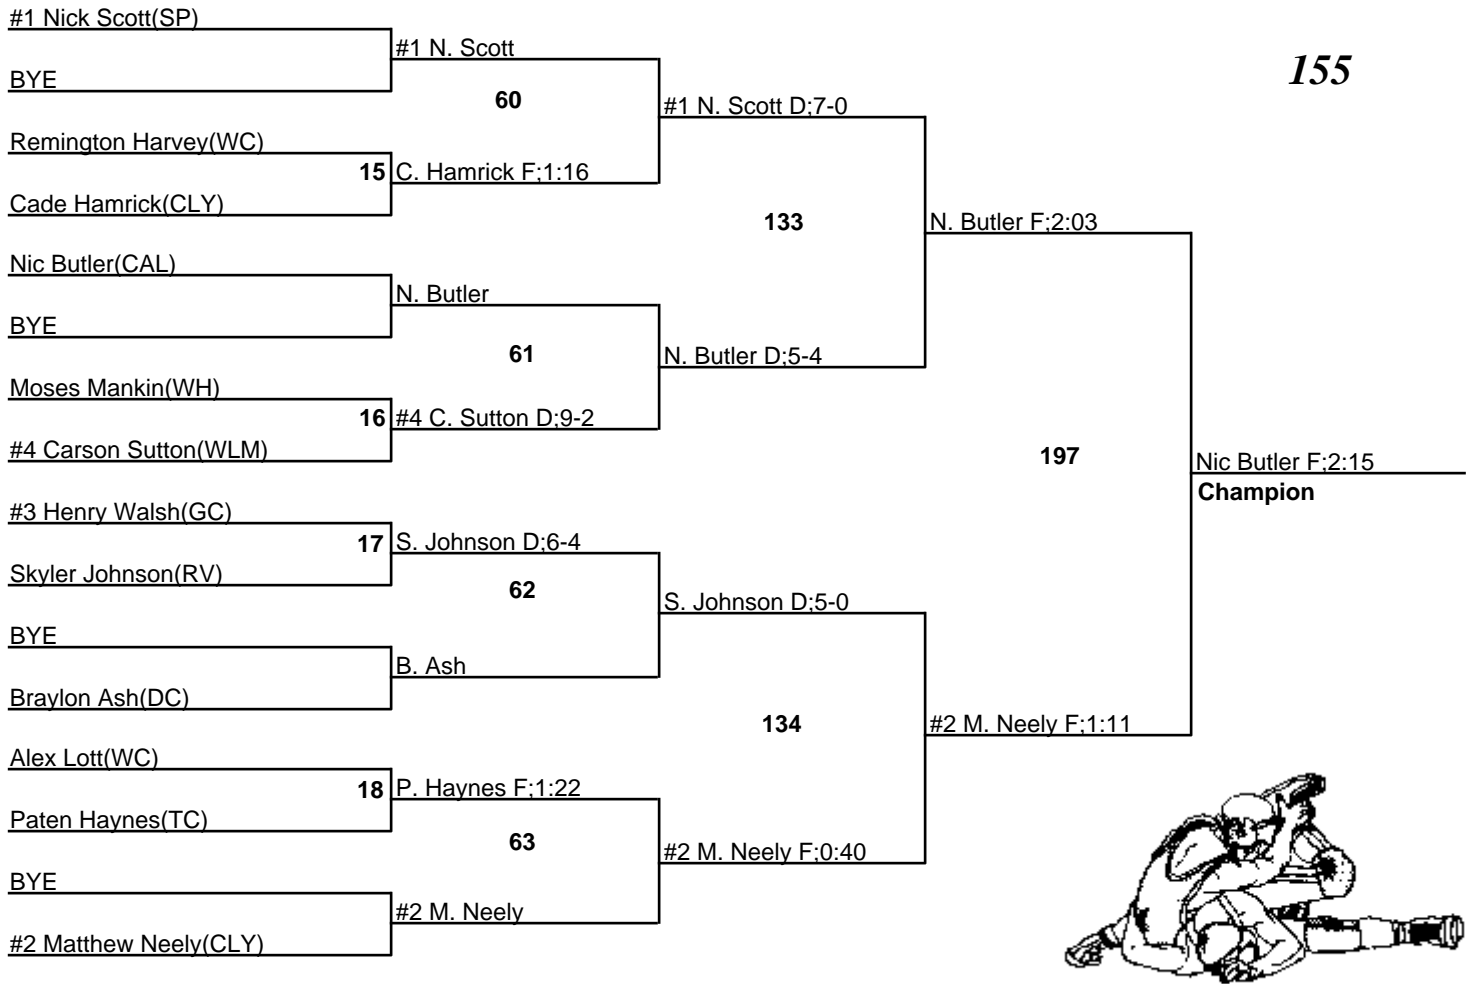 #1 Nick Scott(SP)
#1 N. Scott
155
BYE
60
#1 N. Scott D;7-0
Remington Harvey(WC)
15 C. Hamrick F;1:16
Cade Hamrick(CLY)
133
N. Butler F;2:03
Nic Butler(CAL)
N. Butler
BYE
61
N. Butler D;5-4
Moses Mankin(WH)
16 #4 C. Sutton D;9-2
#4 Carson Sutton(WLM)
197
Nic Butler F;2:15
Champion
#3 Henry Walsh(GC)
17 S. Johnson D;6-4
Skyler Johnson(RV)
62
S. Johnson D;5-0
BYE
B. Ash
Braylon Ash(DC)
134
#2 M. Neely F;1:11
Alex Lott(WC)
18 P. Haynes F;1:22
Paten Haynes(TC)
63
#2 M. Neely F;0:40
BYE
#2 M. Neely
#2 Matthew Neely(CLY)